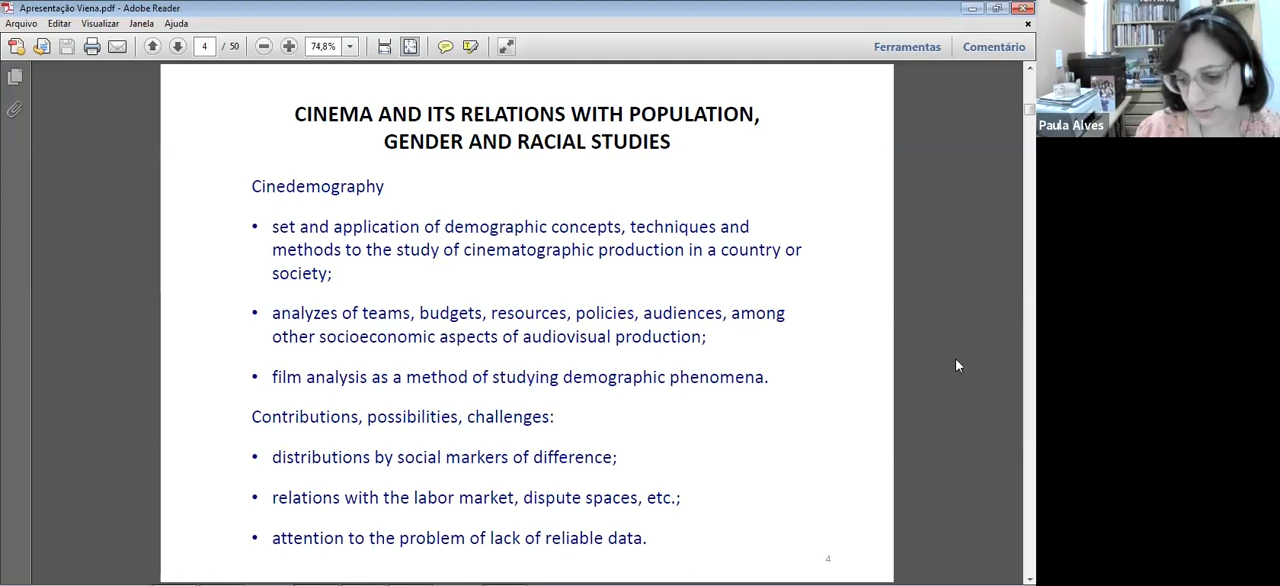 Apresentação Viena.pdf - Adobe Reader
Arquivo Editar Visualizar Janela Ajuda
4 / 50 74,8% Ferramentas Comentário
CINEMA AND ITS RELATIONS WITH POPULATION,
GENDER AND RACIAL STUDIES
Cinedemography
• set and application of demographic concepts, techniques and
methods to the study of cinematographic production in a country or
society;
• analyzes of teams, budgets, resources, policies, audiences, among
other socioeconomic aspects of audiovisual production;
• film analysis as a method of studying demographic phenomena.
Contributions, possibilities, challenges:
• distributions by social markers of difference;
• relations with the labor market, dispute spaces, etc.;
• attention to the problem of lack of reliable data.
4
Paula Alves